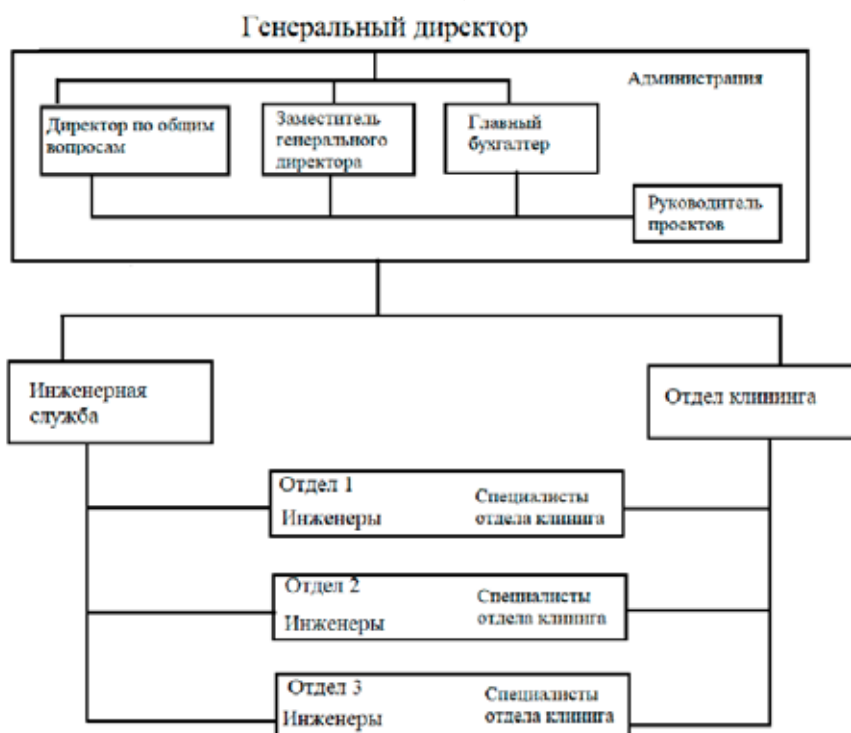 Генеральный директор
Администрация
Директор по общим
вопросам
Заместитель
генерального
директора
Главный
бухгалтер
Руководитель
проектов
Инженерная
служба
Отдел клининга
Отдел 1
Инженеры
Специалисты
отдела клининга
Отдел 2
Инженеры
Специалисты
отдела клининга
Отдел 3
Инженеры
Специалисты
отдела клининга